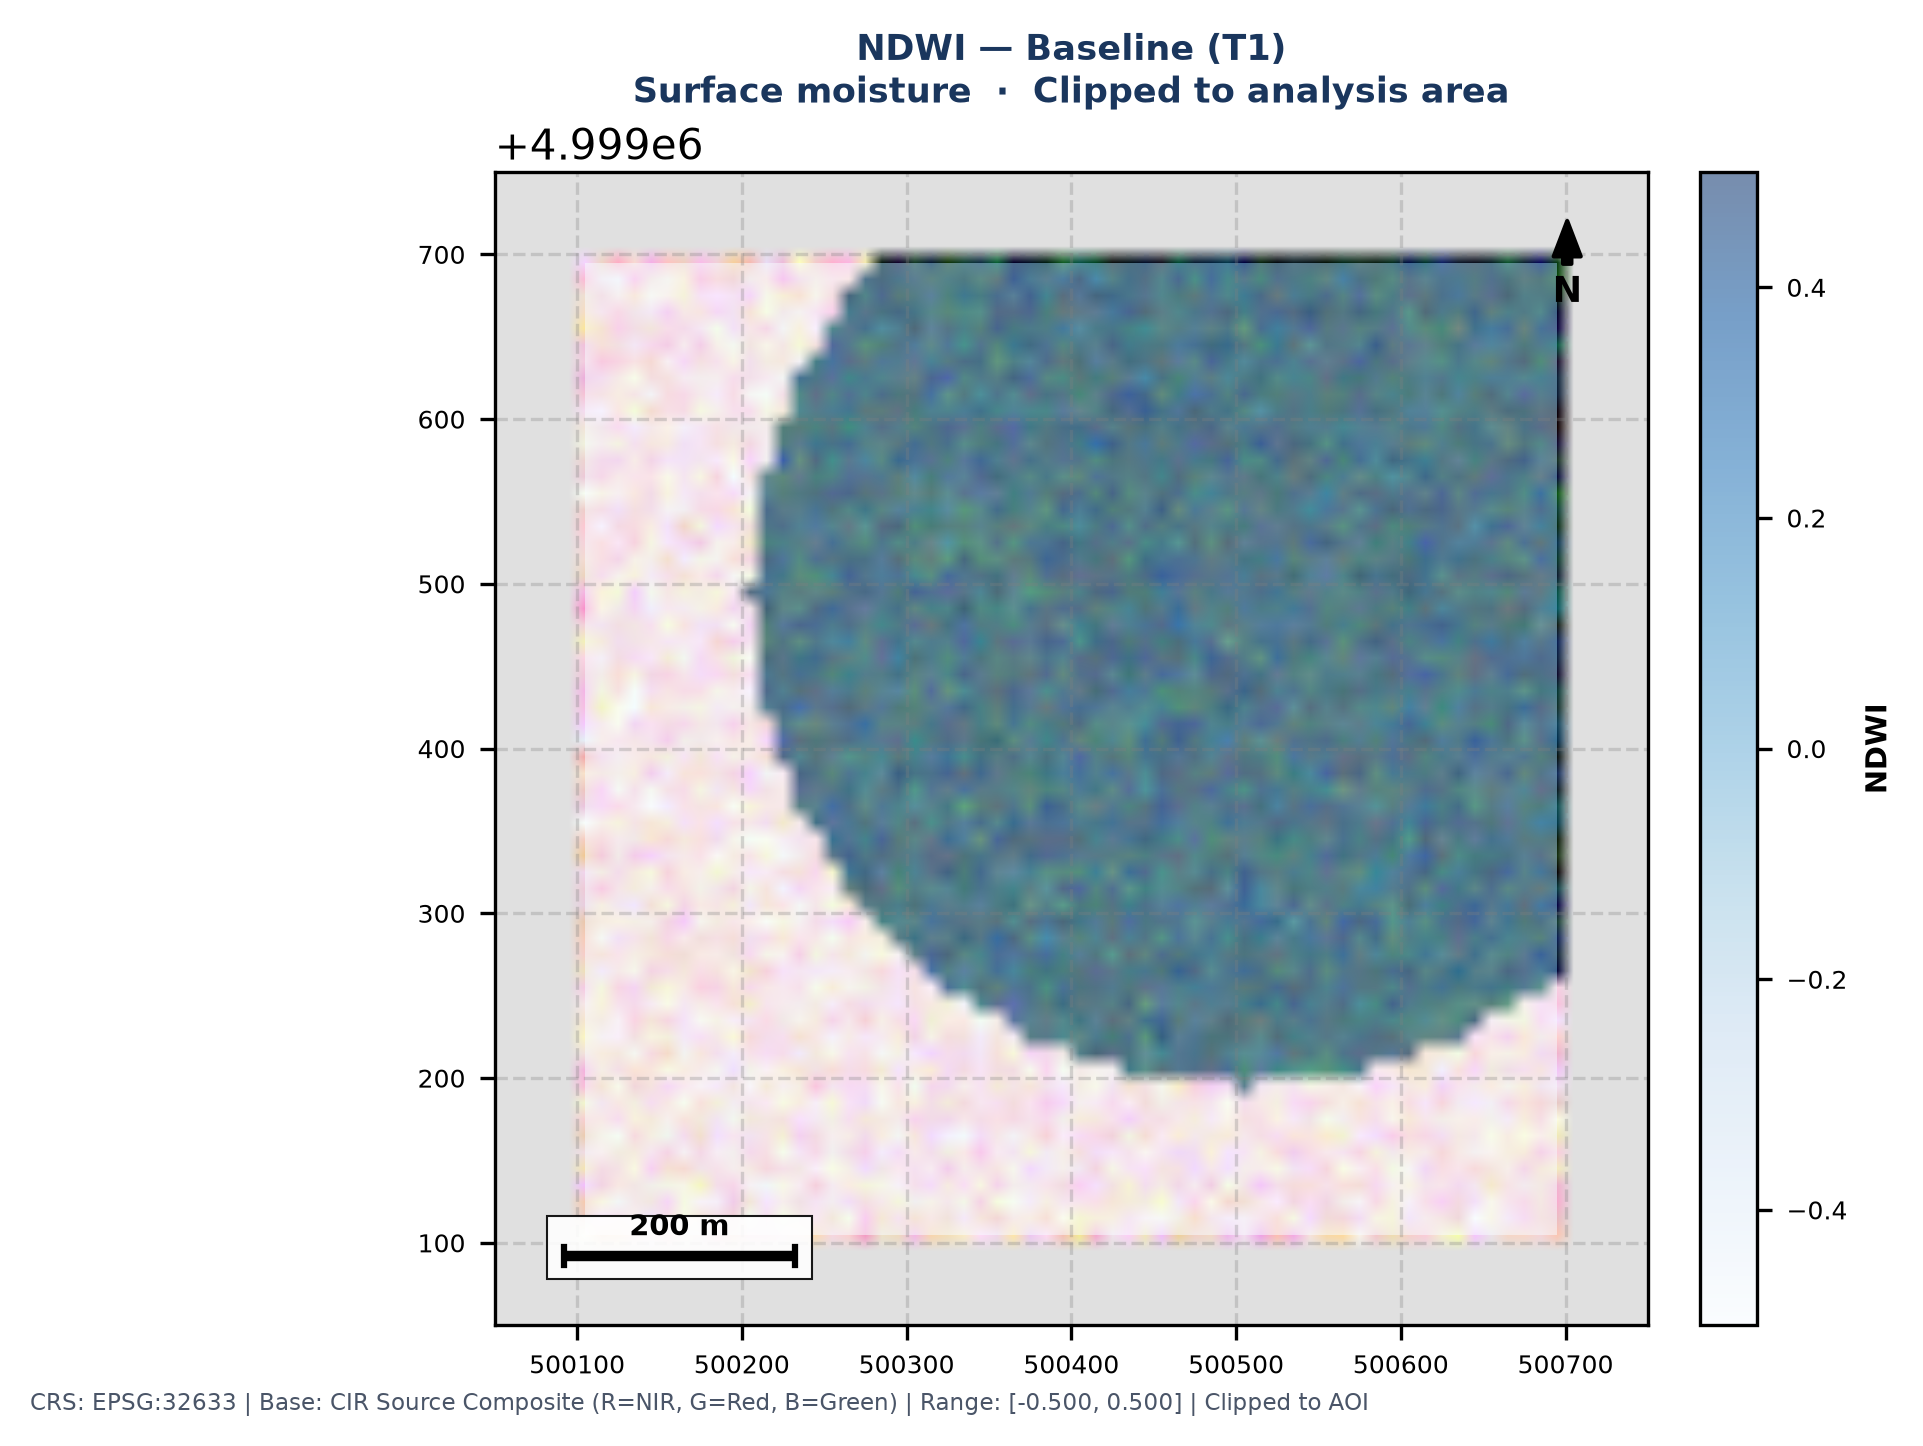 NDWI — Baseline (T1)
Surface moisture · Clipped to analysis area
+4.999e6
700
600
500
400
300
200
100
N
200 m
500100
500200
500300
500400
500500
500600
500700
0.4
0.2
0.0
−0.2
−0.4
NDWI
CRS: EPSG:32633 | Base: CIR Source Composite (R=NIR, G=Red, B=Green) | Range: [-0.500, 0.500] | Clipped to AOI